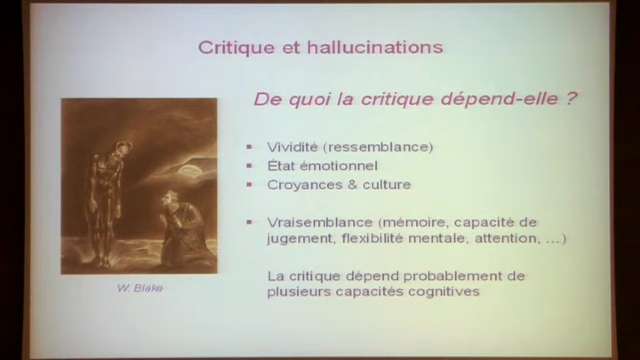 Critique et hallucinations
De quoi la critique dépend-elle ?
▪ Vividité (ressemblance)
▪ État émotionnel
▪ Croyances & culture
▪ Vraisemblance (mémoire, capacité de
jugement, flexibilité mentale, attention, ...)
La critique dépend probablement de
plusieurs capacités cognitives
W. Blake